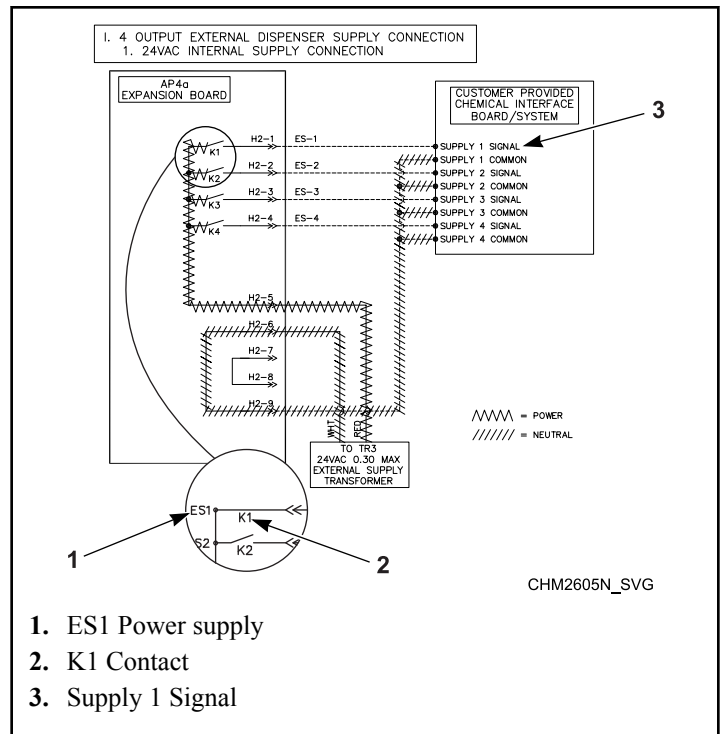 I. 4 OUTPUT EXTERNAL DISPENSER SUPPLY CONNECTION
1. 24VAC INTERNAL SUPPLY CONNECTION
AP4a
EXPANSION BOARD
CUSTOMER PROVIDED
CHEMICAL INTERFACE
BOARD/SYSTEM
3
K1
H2-1
ES-1
SUPPLY 1 SIGNAL
SUPPLY 1 COMMON
K2
H2-2
ES-2
SUPPLY 2 SIGNAL
SUPPLY 2 COMMON
K3
H2-3
ES-3
SUPPLY 3 SIGNAL
SUPPLY 3 COMMON
K4
H2-4
ES-4
SUPPLY 4 SIGNAL
SUPPLY 4 COMMON
H2-5
H2-6
H2-7
H2-8
H2-9
WHT
RED
= POWER
= NEUTRAL
TO TR3
24VAC 0.30 MAX
EXTERNAL SUPPLY
TRANSFORMER
ES1
K1
S2
K2
1
2
CHM2605N_SVG
1. ES1 Power supply
2. K1 Contact
3. Supply 1 Signal